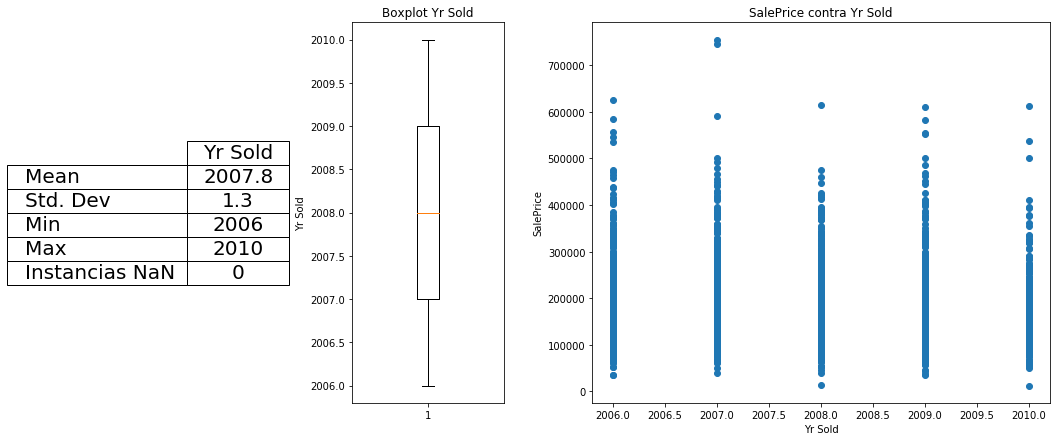 Yr Sold
Mean 2007.8
Std. Dev 1.3
Min 2006
Max 2010
Instancias NaN 0
Boxplot Yr Sold
Yr Sold
2010.0
2009.5
2009.0
2008.5
2008.0
2007.5
2007.0
2006.5
2006.0
1
SalePrice contra Yr Sold
SalePrice
700000
600000
500000
400000
300000
200000
100000
0
2006.0 2006.5 2007.0 2007.5 2008.0 2008.5 2009.0 2009.5 2010.0
Yr Sold